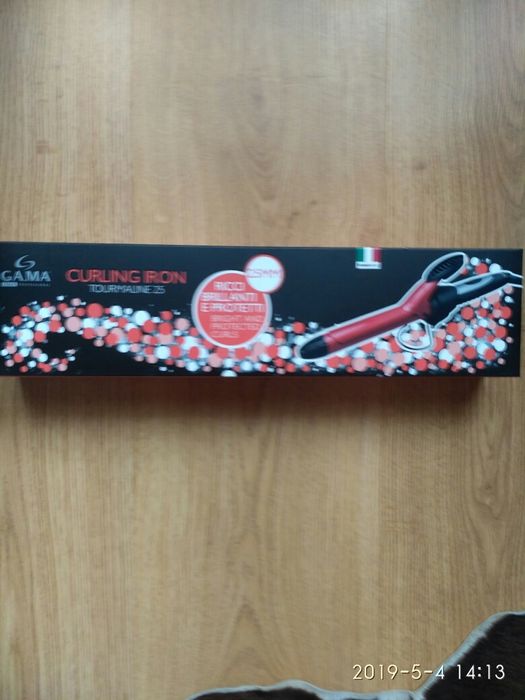 GA.MA
PROFESSIONAL
CURLING IRON
TOURMALINE 25
25MM
RICCI
BRILLANTI
E PROTETTI
BRIGHT AND
PROTECTED
CURLS
2019-5-4 14:13